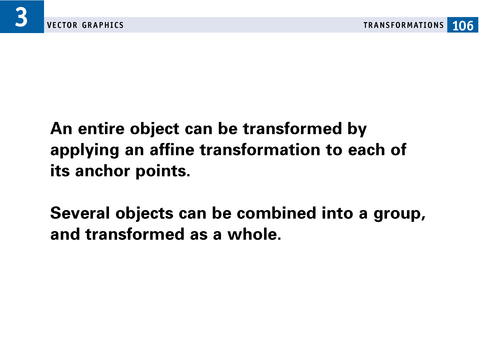 3
VECTOR GRAPHICS
TRANSFORMATIONS 106
An entire object can be transformed by
applying an affine transformation to each of
its anchor points.
Several objects can be combined into a group,
and transformed as a whole.